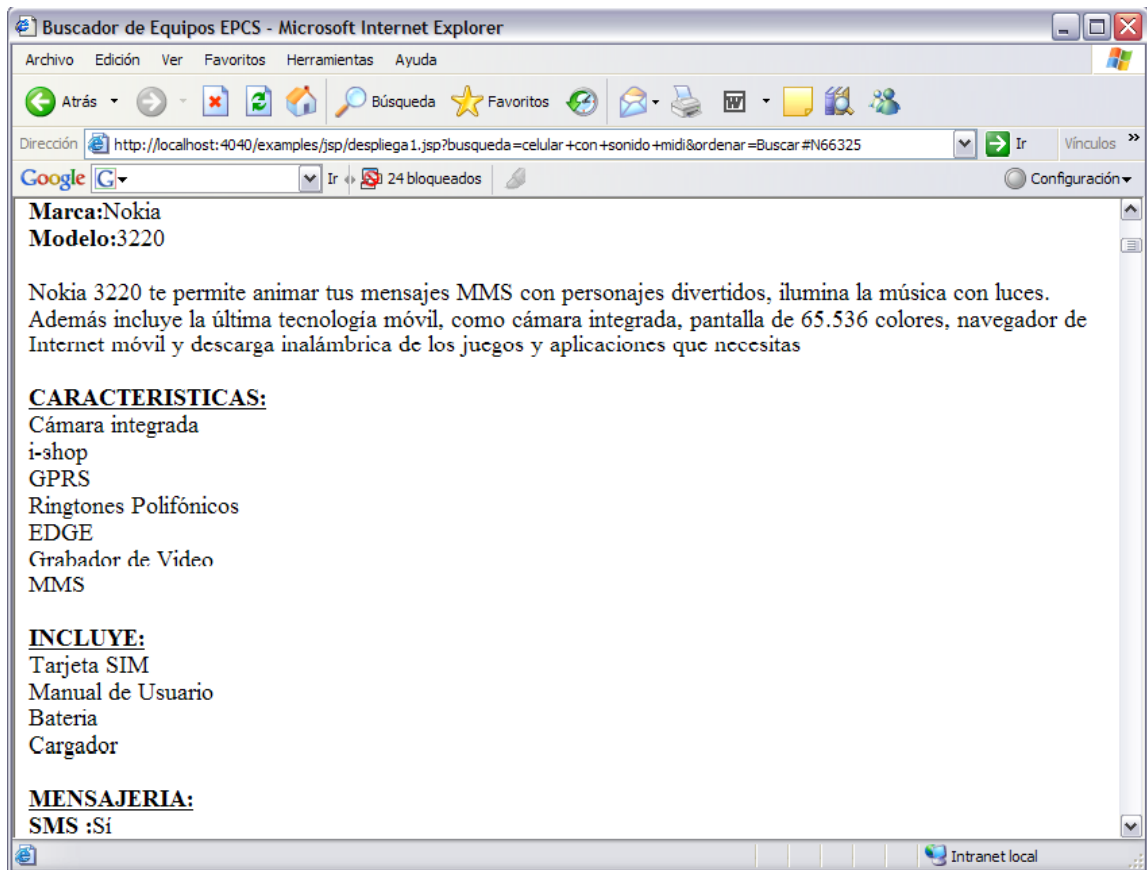 Buscador de Equipos EPCS - Microsoft Internet Explorer
Archivo Edición Ver Favoritos Herramientas Ayuda
Atrás Búsqueda Favoritos
Dirección http://localhost:4040/examples/jsp/despliega1.jsp?busqueda=celular+con+sonido+midi&ordenar=Buscar#N66325 Ir Vínculos »
Google G Ir 24 bloqueados Configuración
Marca:Nokia
Modelo:3220
Nokia 3220 te permite animar tus mensajes MMS con personajes divertidos, ilumina la música con luces.
Además incluye la última tecnología móvil, como cámara integrada, pantalla de 65.536 colores, navegador de
Internet móvil y descarga inalámbrica de los juegos y aplicaciones que necesitas
CARACTERISTICAS:
Cámara integrada
i-shop
GPRS
Ringtones Polifónicos
EDGE
Grabador de Video
MMS
INCLUYE:
Tarjeta SIM
Manual de Usuario
Bateria
Cargador
MENSAJERIA:
SMS :Sí
Intranet local